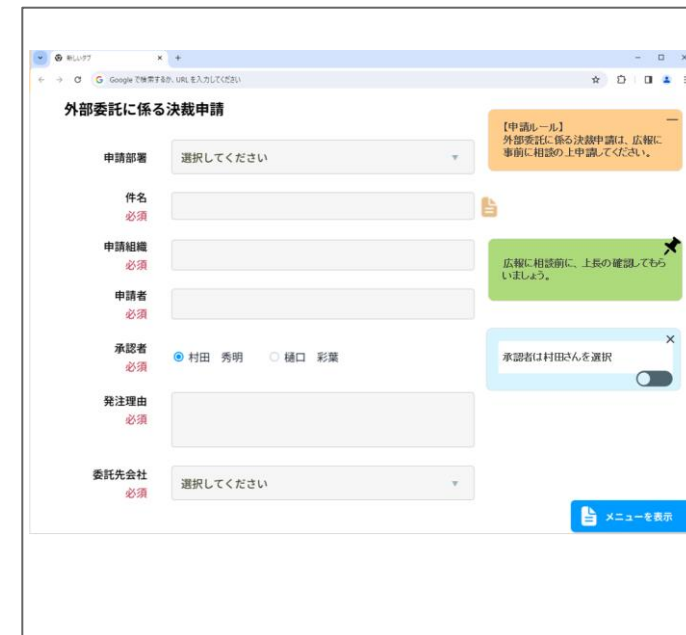 新しいタブ
Google で検索するか、URL を入力してください
外部委託に係る決裁申請
【申請ルール】
外部委託に係る決裁申請は、広報に
事前に相談の上申請してください。
申請部署
選択してください
件名
必須
申請組織
必須
広報に相談前に、上長の確認してもら
いましょう。
申請者
必須
承認者
必須
村田 秀明
樋口 彩葉
承認者は村田さんを選択
発注理由
必須
委託先会社
必須
選択してください
メニューを表示